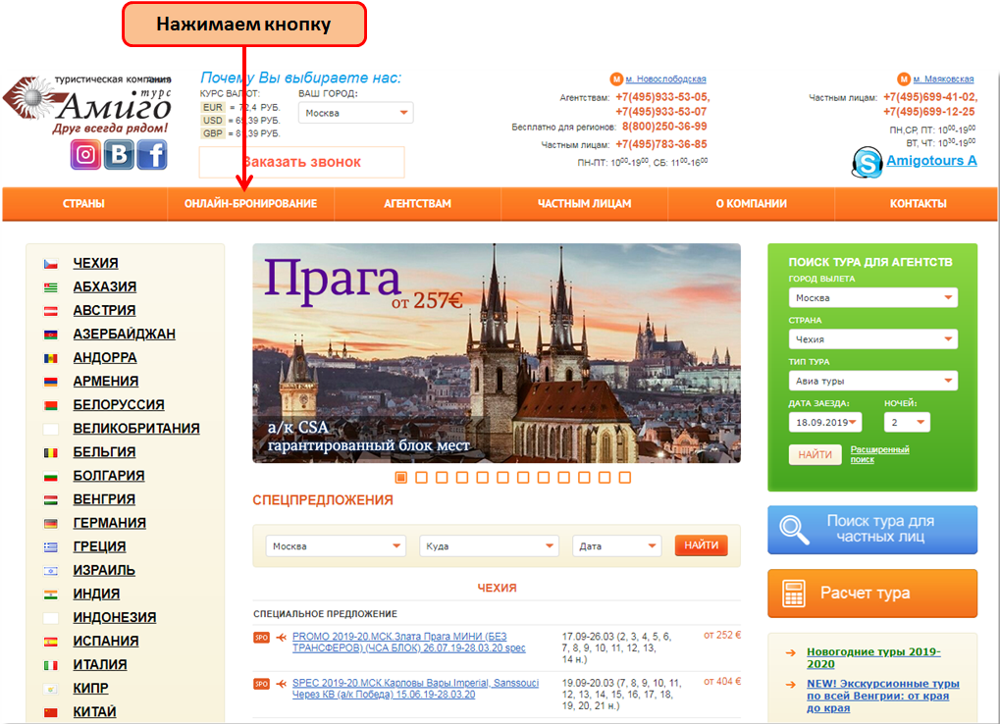 Нажимаем кнопку
туристическая компания
Амиго
турс
Друг всегда рядом!
Почему Вы выбираете нас:
КУРС ВАЛЮТ:
EUR = 72.4 РУБ.
USD = 65.39 РУБ.
GBP = 81.39 РУБ.
ВАШ ГОРОД:
Москва
Заказать звонок
м. Новослободская
Агентствам: +7(495)933-53-05,
+7(495)933-53-07
Бесплатно для регионов: 8(800)250-36-99
Частным лицам: +7(495)783-36-85
ПН-ПТ: 1000-1900, СБ: 1100-1600
м. Маяковская
Частным лицам: +7(495)699-41-02,
+7(495)699-12-25
ПН,СР, ПТ: 1000-1900
ВТ, ЧТ: 1030-1900
Amigotours A
СТРАНЫ
ОНЛАЙН-БРОНИРОВАНИЕ
АГЕНТСТВАМ
ЧАСТНЫМ ЛИЦАМ
О КОМПАНИИ
КОНТАКТЫ
ЧЕХИЯ
АБХАЗИЯ
АВСТРИЯ
АЗЕРБАЙДЖАН
АНДОРРА
АРМЕНИЯ
БЕЛОРУССИЯ
ВЕЛИКОБРИТАНИЯ
БЕЛЬГИЯ
БОЛГАРИЯ
ВЕНГРИЯ
ГЕРМАНИЯ
ГРЕЦИЯ
ИЗРАИЛЬ
ИНДИЯ
ИНДОНЕЗИЯ
ИСПАНИЯ
ИТАЛИЯ
КИПР
КИТАЙ
Прага
от 257€
а/к CSA
гарантированный блок мест
СПЕЦПРЕДЛОЖЕНИЯ
Москва
Куда
Дата
НАЙТИ
ЧЕХИЯ
СПЕЦИАЛЬНОЕ ПРЕДЛОЖЕНИЕ
SPO PROMO 2019-20 МСК Злата Прага МИНИ (БЕЗ
ТРАНСФЕРОВ) (ЧСА БЛОК) 26.07.19-28.03.20 spec
17.09-26.03 (2, 3, 4, 5, 6,
7, 8, 9, 10, 11, 12, 13,
14 н.)
от 252 €
SPO SPEC 2019-20 МСК Карловы Вары Imperial, Sanssouci
Через КВ (а/к Победа) 15.06.19-28.03.20
19.09-20.03 (7, 8, 9, 10, 11,
12, 13, 14, 15, 16, 17, 18,
19, 20, 21 н.)
от 404 €
ПОИСК ТУРА ДЛЯ АГЕНТСТВ
ГОРОД ВЫЛЕТА
Москва
СТРАНА
Чехия
ТИП ТУРА
Авиа туры
ДАТА ЗАЕЗДА:
НОЧЕЙ:
18.09.2019
2
НАЙТИ
Расширенный
поиск
Поиск тура для
частных лиц
Расчет тура
Новогодние туры 2019-
2020
NEW! Экскурсионные туры
по всей Венгрии: от края
до края